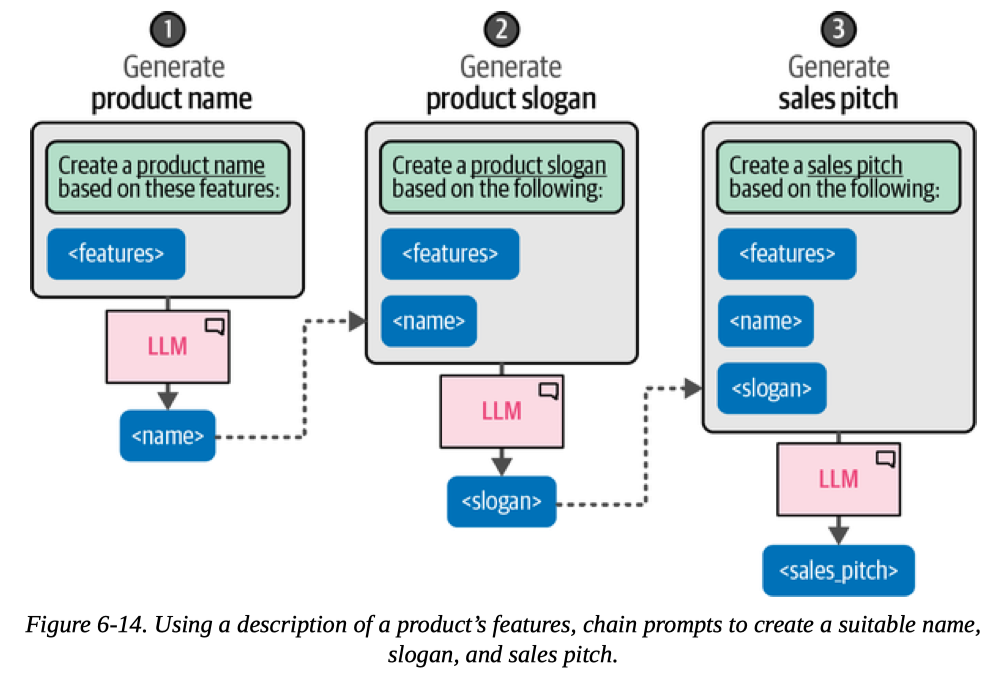 1
Generate
product name
Create a product name
based on these features:
<features>
LLM
<name>
2
Generate
product slogan
Create a product slogan
based on the following:
<features>
<name>
LLM
<slogan>
3
Generate
sales pitch
Create a sales pitch
based on the following:
<features>
<name>
<slogan>
LLM
<sales_pitch>
Figure 6-14. Using a description of a product’s features, chain prompts to create a suitable name,
slogan, and sales pitch.